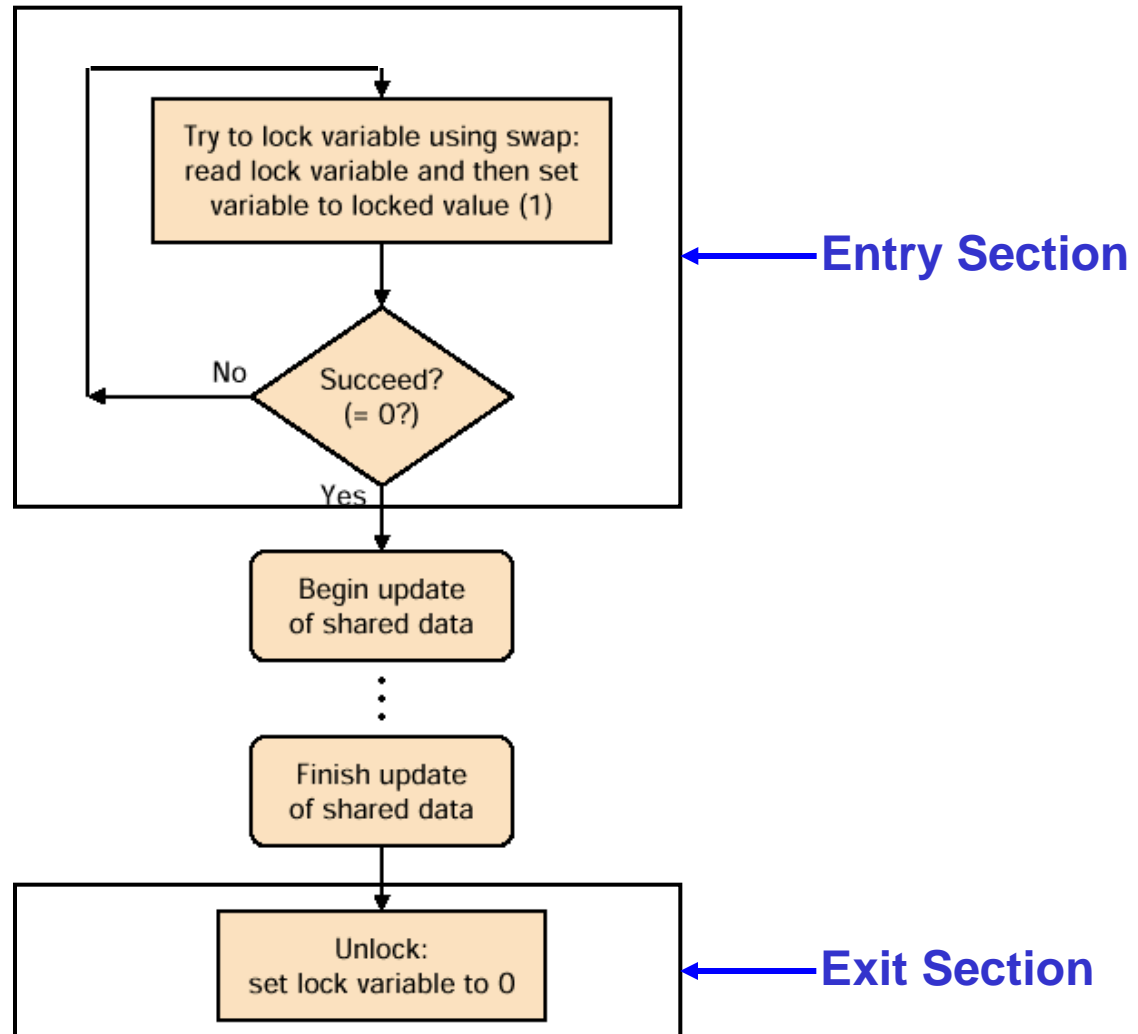 Try to lock variable using swap:
read lock variable and then set
variable to locked value (1)
Entry Section
No
Succeed?
(= 0?)
Yes
Begin update
of shared data
Finish update
of shared data
Unlock:
set lock variable to 0
Exit Section